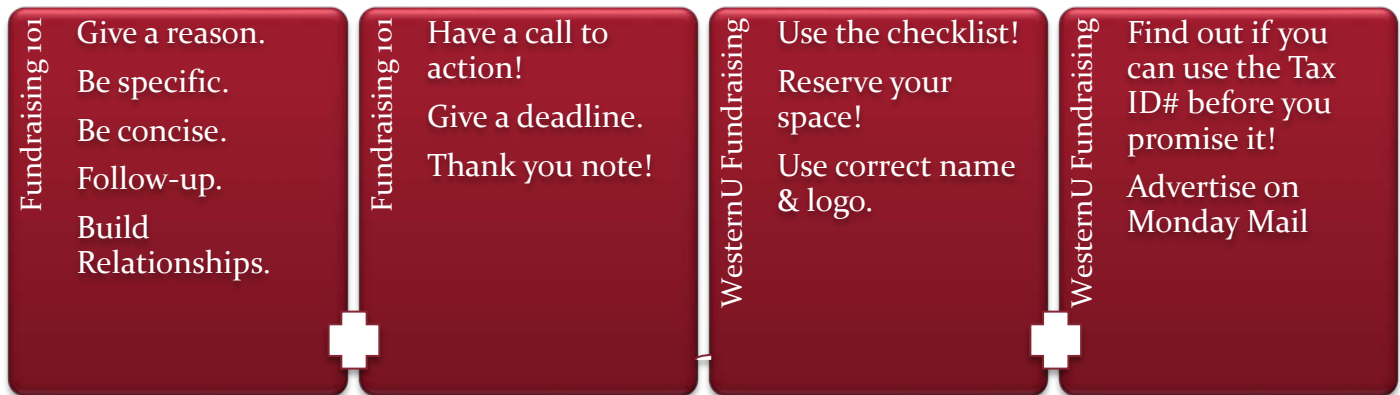 Fundraising 101
Give a reason.
Be specific.
Be concise.
Follow-up.
Build
Relationships.
Fundraising 101
Have a call to
action!
Give a deadline.
Thank you note!
WesternU Fundraising
Use the checklist!
Reserve your
space!
Use correct name
& logo.
WesternU Fundraising
Find out if you
can use the Tax
ID# before you
promise it!
Advertise on
Monday Mail